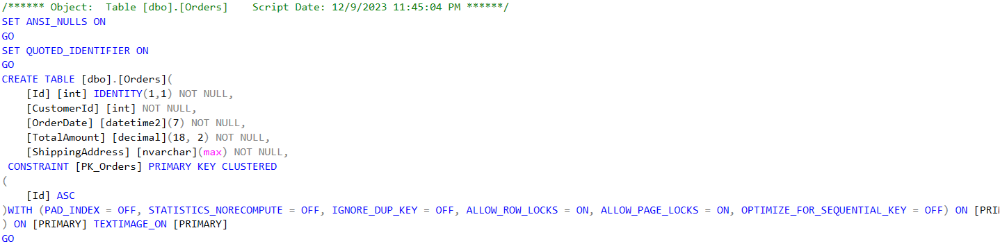 /****** Object:  Table [dbo].[Orders]    Script Date: 12/9/2023 11:45:04 PM ******/
SET ANSI_NULLS ON
GO
SET QUOTED_IDENTIFIER ON
GO
CREATE TABLE [dbo].[Orders](
    [Id] [int] IDENTITY(1,1) NOT NULL,
    [CustomerId] [int] NOT NULL,
    [OrderDate] [datetime2](7) NOT NULL,
    [TotalAmount] [decimal](18, 2) NOT NULL,
    [ShippingAddress] [nvarchar](max) NOT NULL,
 CONSTRAINT [PK_Orders] PRIMARY KEY CLUSTERED
(
    [Id] ASC
)WITH (PAD_INDEX = OFF, STATISTICS_NORECOMPUTE = OFF, IGNORE_DUP_KEY = OFF, ALLOW_ROW_LOCKS = ON, ALLOW_PAGE_LOCKS = ON, OPTIMIZE_FOR_SEQUENTIAL_KEY = OFF) ON [PRI
) ON [PRIMARY] TEXTIMAGE_ON [PRIMARY]
GO